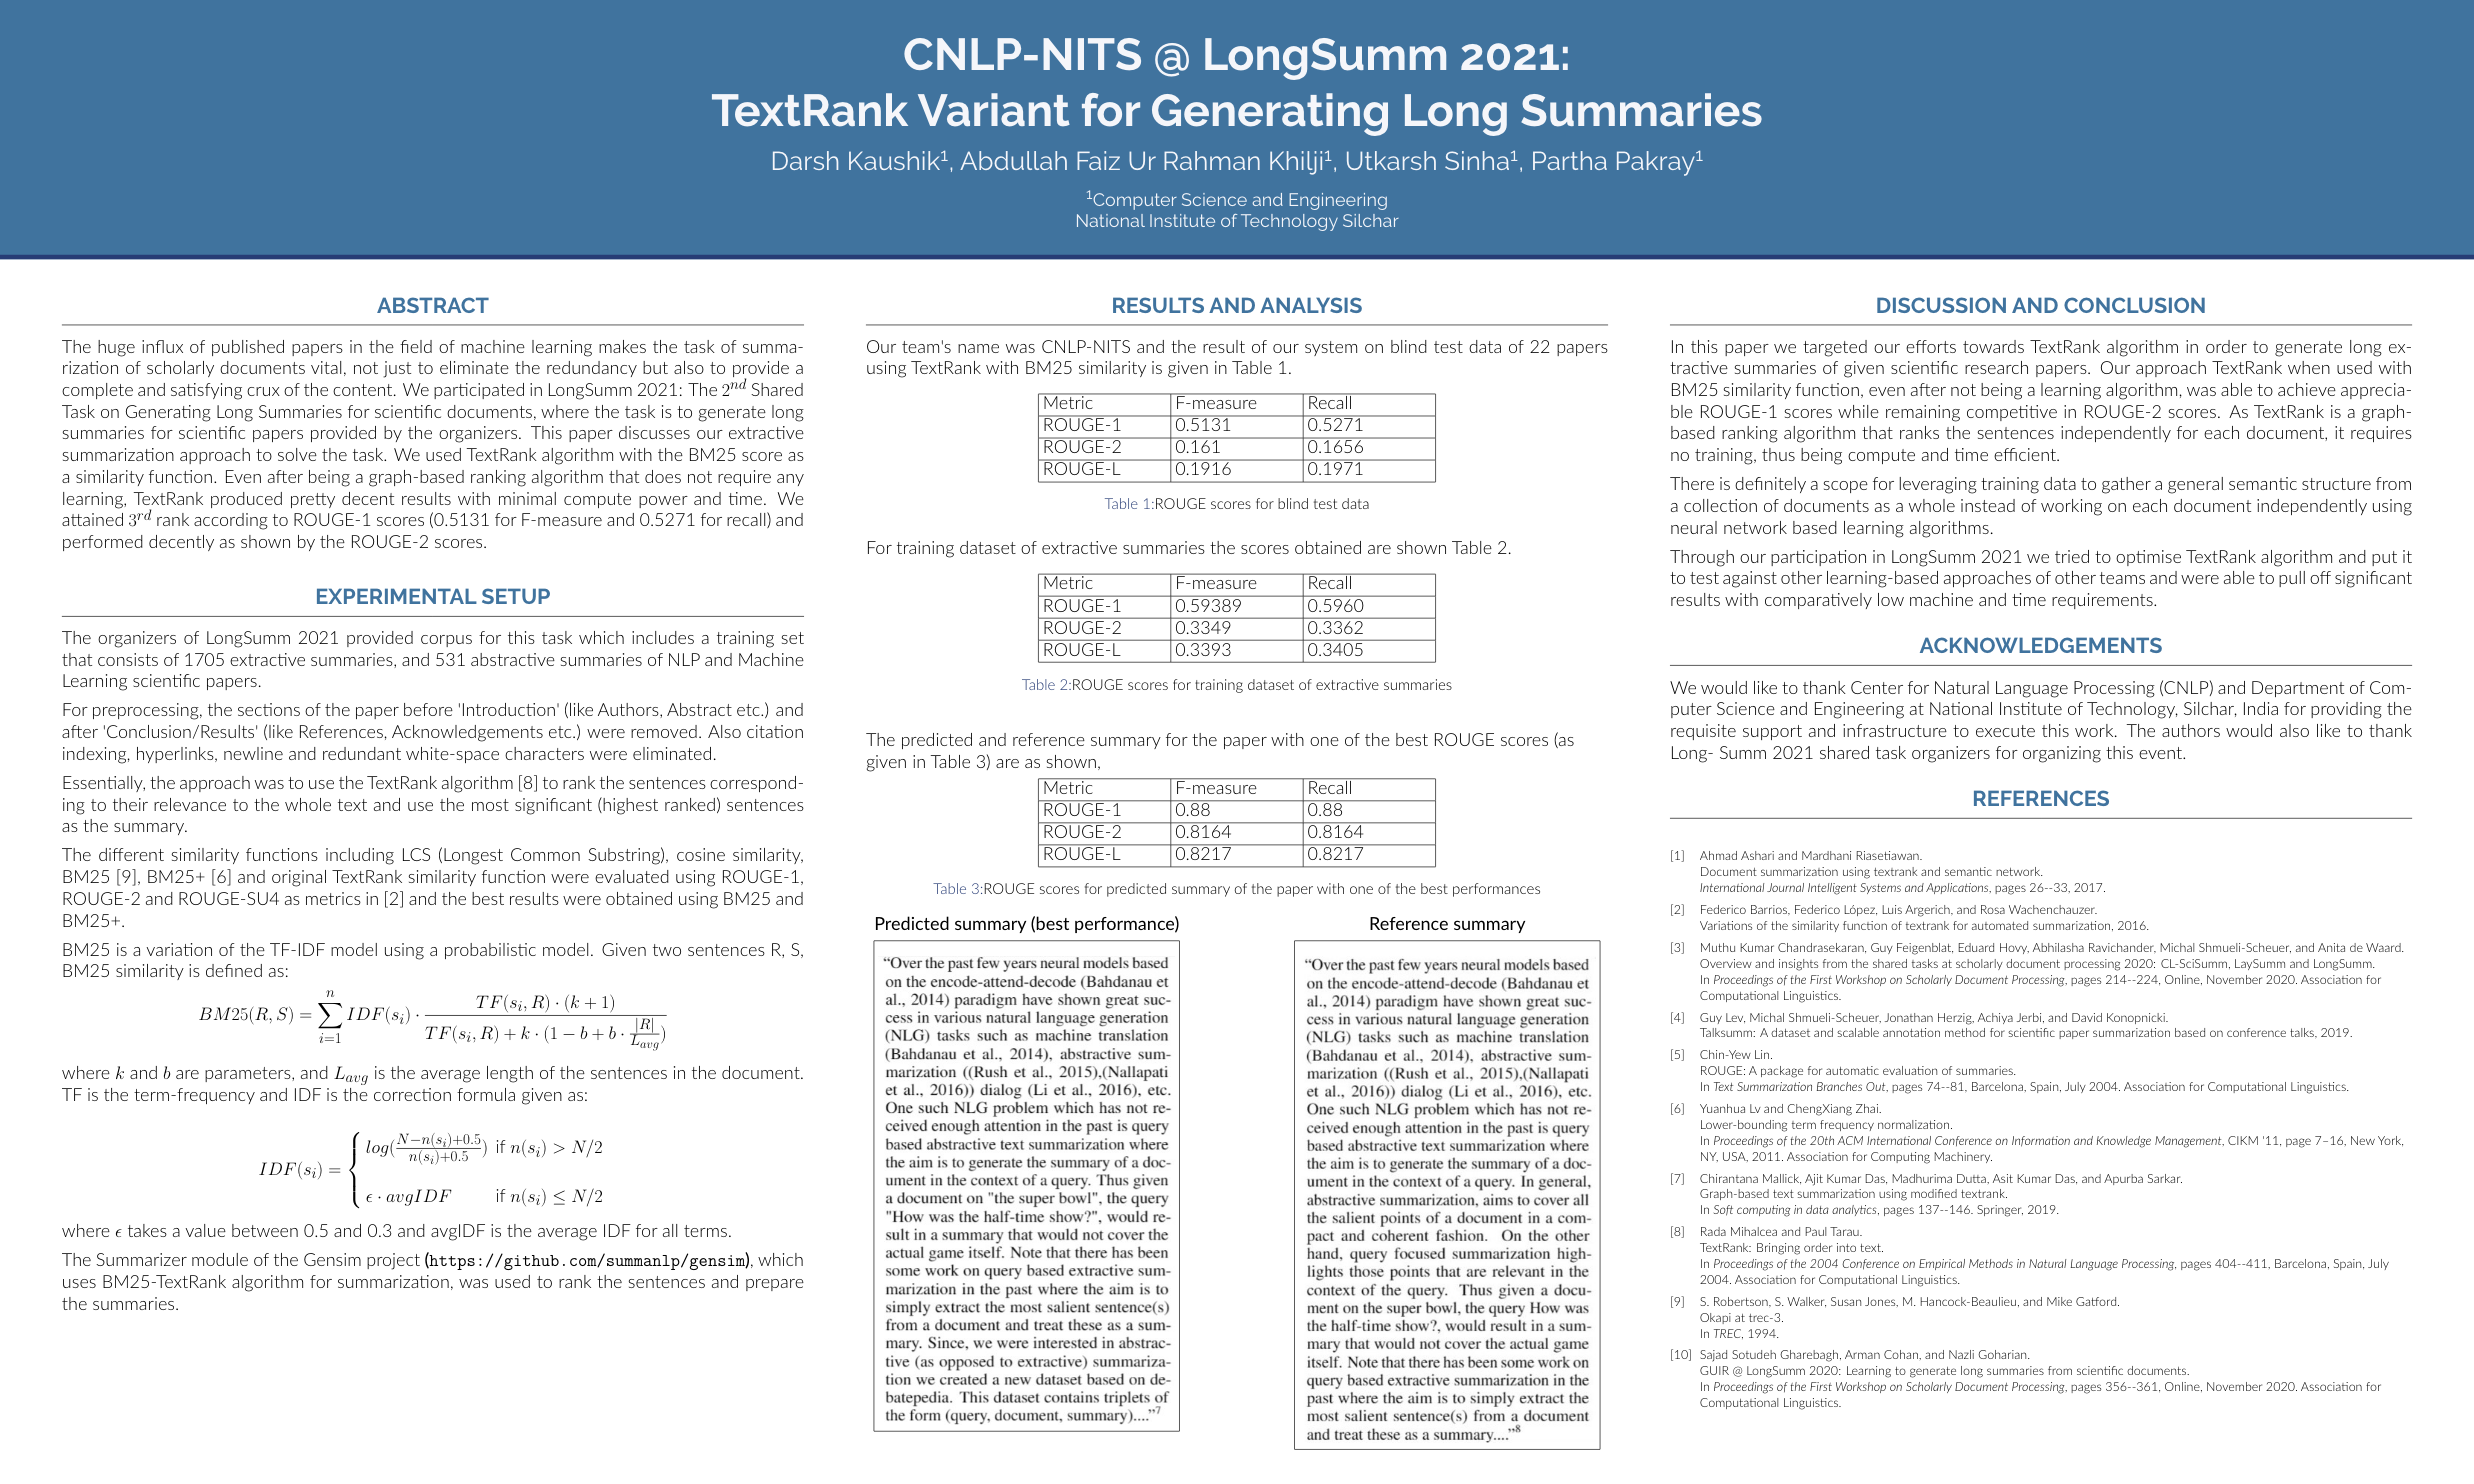 CNLP-NITS @ LongSumm 2021:
TextRank Variant for Generating Long Summaries
Darsh Kaushik¹, Abdullah Faiz Ur Rahman Khilji¹, Utkarsh Sinha¹, Partha Pakray¹
¹Computer Science and Engineering
National Institute of Technology Silchar
ABSTRACT
The huge influx of published papers in the field of machine learning makes the task of summa-
rization of scholarly documents vital, not just to eliminate the redundancy but also to provide a
complete and satisfying crux of the content. We participated in LongSumm 2021: The 2ⁿᵈ Shared
Task on Generating Long Summaries for scientific documents, where the task is to generate long
summaries for scientific papers provided by the organizers. This paper discusses our extractive
summarization approach to solve the task. We used TextRank algorithm with the BM25 score as
a similarity function. Even after being a graph-based ranking algorithm that does not require any
learning, TextRank produced pretty decent results with minimal compute power and time. We
attained 3ʳᵈ rank according to ROUGE-1 scores (0.5131 for F-measure and 0.5271 for recall) and
performed decently as shown by the ROUGE-2 scores.
EXPERIMENTAL SETUP
The organizers of LongSumm 2021 provided corpus for this task which includes a training set
that consists of 1705 extractive summaries, and 531 abstractive summaries of NLP and Machine
Learning scientific papers.
For preprocessing, the sections of the paper before 'Introduction' (like Authors, Abstract etc.) and
after 'Conclusion/Results' (like References, Acknowledgements etc.) were removed. Also citation
indexing, hyperlinks, newline and redundant white-space characters were eliminated.
Essentially, the approach was to use the TextRank algorithm [8] to rank the sentences correspond-
ing to their relevance to the whole text and use the most significant (highest ranked) sentences
as the summary.
The different similarity functions including LCS (Longest Common Substring), cosine similarity,
BM25 [9], BM25+ [6] and original TextRank similarity function were evaluated using ROUGE-1,
ROUGE-2 and ROUGE-SU4 as metrics in [2] and the best results were obtained using BM25 and
BM25+.
BM25 is a variation of the TF-IDF model using a probabilistic model. Given two sentences R, S,
BM25 similarity is defined as:
BM25(R, S) = ∑_{i=1}^{n} IDF(s_i) · TF(s_i, R) · (k + 1) / TF(s_i, R) + k · (1 − b + b · |R|/L_avg)
where k and b are parameters, and L_avg is the average length of the sentences in the document.
TF is the term-frequency and IDF is the correction formula given as:
IDF(s_i) = { log(N−n(s_i)+0.5 / n(s_i)+0.5) if n(s_i) > N/2
ϵ · avgIDF if n(s_i) ≤ N/2
where ϵ takes a value between 0.5 and 0.3 and avgIDF is the average IDF for all terms.
The Summarizer module of the Gensim project (https://github.com/summanlp/gensim), which
uses BM25-TextRank algorithm for summarization, was used to rank the sentences and prepare
the summaries.
RESULTS AND ANALYSIS
Our team's name was CNLP-NITS and the result of our system on blind test data of 22 papers
using TextRank with BM25 similarity is given in Table 1.
Metric F-measure Recall
ROUGE-1 0.5131 0.5271
ROUGE-2 0.161 0.1656
ROUGE-L 0.1916 0.1971
Table 1:ROUGE scores for blind test data
For training dataset of extractive summaries the scores obtained are shown Table 2.
Metric F-measure Recall
ROUGE-1 0.59389 0.5960
ROUGE-2 0.3349 0.3362
ROUGE-L 0.3393 0.3405
Table 2:ROUGE scores for training dataset of extractive summaries
The predicted and reference summary for the paper with one of the best ROUGE scores (as
given in Table 3) are as shown,
Metric F-measure Recall
ROUGE-1 0.88 0.88
ROUGE-2 0.8164 0.8164
ROUGE-L 0.8217 0.8217
Table 3:ROUGE scores for predicted summary of the paper with one of the best performances
Predicted summary (best performance)
“Over the past few years neural models based
on the encode-attend-decode (Bahdanau et
al., 2014) paradigm have shown great suc-
cess in various natural language generation
(NLG) tasks such as machine translation
(Bahdanau et al., 2014), abstractive sum-
marization ((Rush et al., 2015),(Nallapati
et al., 2016)) dialog (Li et al., 2016), etc.
One such NLG problem which has not re-
ceived enough attention in the past is query
based abstractive text summarization where
the aim is to generate the summary of a doc-
ument in the context of a query. Thus given
a document on "the super bowl", the query
"How was the half-time show?", would re-
sult in a summary that would not cover the
actual game itself. Note that there has been
some work on query based extractive sum-
marization in the past where the aim is to
simply extract the most salient sentence(s)
from a document and treat these as a sum-
mary. Since, we were interested in abstrac-
tive (as opposed to extractive) summariza-
tion we created a new dataset based on de-
batepedia. This dataset contains triplets of
the form (query, document, summary)....”⁷
Reference summary
“Over the past few years neural models based
on the encode-attend-decode (Bahdanau et
al., 2014) paradigm have shown great suc-
cess in various natural language generation
(NLG) tasks such as machine translation
(Bahdanau et al., 2014), abstractive sum-
marization ((Rush et al., 2015),(Nallapati
et al., 2016)) dialog (Li et al., 2016), etc.
One such NLG problem which has not re-
ceived enough attention in the past is query
based abstractive text summarization where
the aim is to generate the summary of a doc-
ument in the context of a query. In general,
abstractive summarization, aims to cover all
the salient points of a document in a com-
pact and coherent fashion. On the other
hand, query focused summarization high-
lights those points that are relevant in the
context of the query. Thus given a docu-
ment on the super bowl, the query How was
the half-time show?, would result in a sum-
mary that would not cover the actual game
itself. Note that there has been some work on
query based extractive summarization in the
past where the aim is to simply extract the
most salient sentence(s) from a document
and treat these as a summary....”⁸
DISCUSSION AND CONCLUSION
In this paper we targeted our efforts towards TextRank algorithm in order to generate long ex-
tractive summaries of given scientific research papers. Our approach TextRank when used with
BM25 similarity function, even after not being a learning algorithm, was able to achieve apprecia-
ble ROUGE-1 scores while remaining competitive in ROUGE-2 scores. As TextRank is a graph-
based ranking algorithm that ranks the sentences independently for each document, it requires
no training, thus being compute and time efficient.
There is definitely a scope for leveraging training data to gather a general semantic structure from
a collection of documents as a whole instead of working on each document independently using
neural network based learning algorithms.
Through our participation in LongSumm 2021 we tried to optimise TextRank algorithm and put it
to test against other learning-based approaches of other teams and were able to pull off significant
results with comparatively low machine and time requirements.
ACKNOWLEDGEMENTS
We would like to thank Center for Natural Language Processing (CNLP) and Department of Com-
puter Science and Engineering at National Institute of Technology, Silchar, India for providing the
requisite support and infrastructure to execute this work. The authors would also like to thank
Long- Summ 2021 shared task organizers for organizing this event.
REFERENCES
[1] Ahmad Ashari and Mardhani Riasetiawan.
Document summarization using textrank and semantic network.
International Journal Intelligent Systems and Applications, pages 26--33, 2017.
[2] Federico Barrios, Federico López, Luis Argerich, and Rosa Wachenchauzer.
Variations of the similarity function of textrank for automated summarization, 2016.
[3] Muthu Kumar Chandrasekaran, Guy Feigenblat, Eduard Hovy, Abhilasha Ravichander, Michal Shmueli-Scheuer, and Anita de Waard.
Overview and insights from the shared tasks at scholarly document processing 2020: CL-SciSumm, LaySumm and LongSumm.
In Proceedings of the First Workshop on Scholarly Document Processing, pages 214--224, Online, November 2020. Association for
Computational Linguistics.
[4] Guy Lev, Michal Shmueli-Scheuer, Jonathan Herzig, Achiya Jerbi, and David Konopnicki.
Talksumm: A dataset and scalable annotation method for scientific paper summarization based on conference talks, 2019.
[5] Chin-Yew Lin.
ROUGE: A package for automatic evaluation of summaries.
In Text Summarization Branches Out, pages 74--81, Barcelona, Spain, July 2004. Association for Computational Linguistics.
[6] Yuanhua Lv and ChengXiang Zhai.
Lower-bounding term frequency normalization.
In Proceedings of the 20th ACM International Conference on Information and Knowledge Management, CIKM '11, page 7–16, New York,
NY, USA, 2011. Association for Computing Machinery.
[7] Chirantana Mallick, Ajit Kumar Das, Madhurima Dutta, Asit Kumar Das, and Apurba Sarkar.
Graph-based text summarization using modified textrank.
In Soft computing in data analytics, pages 137--146. Springer, 2019.
[8] Rada Mihalcea and Paul Tarau.
TextRank: Bringing order into text.
In Proceedings of the 2004 Conference on Empirical Methods in Natural Language Processing, pages 404--411, Barcelona, Spain, July
2004. Association for Computational Linguistics.
[9] S. Robertson, S. Walker, Susan Jones, M. Hancock-Beaulieu, and Mike Gatford.
Okapi at trec-3.
In TREC, 1994.
[10] Sajad Sotudeh Gharebagh, Arman Cohan, and Nazli Goharian.
GUIR @ LongSumm 2020: Learning to generate long summaries from scientific documents.
In Proceedings of the First Workshop on Scholarly Document Processing, pages 356--361, Online, November 2020. Association for
Computational Linguistics.